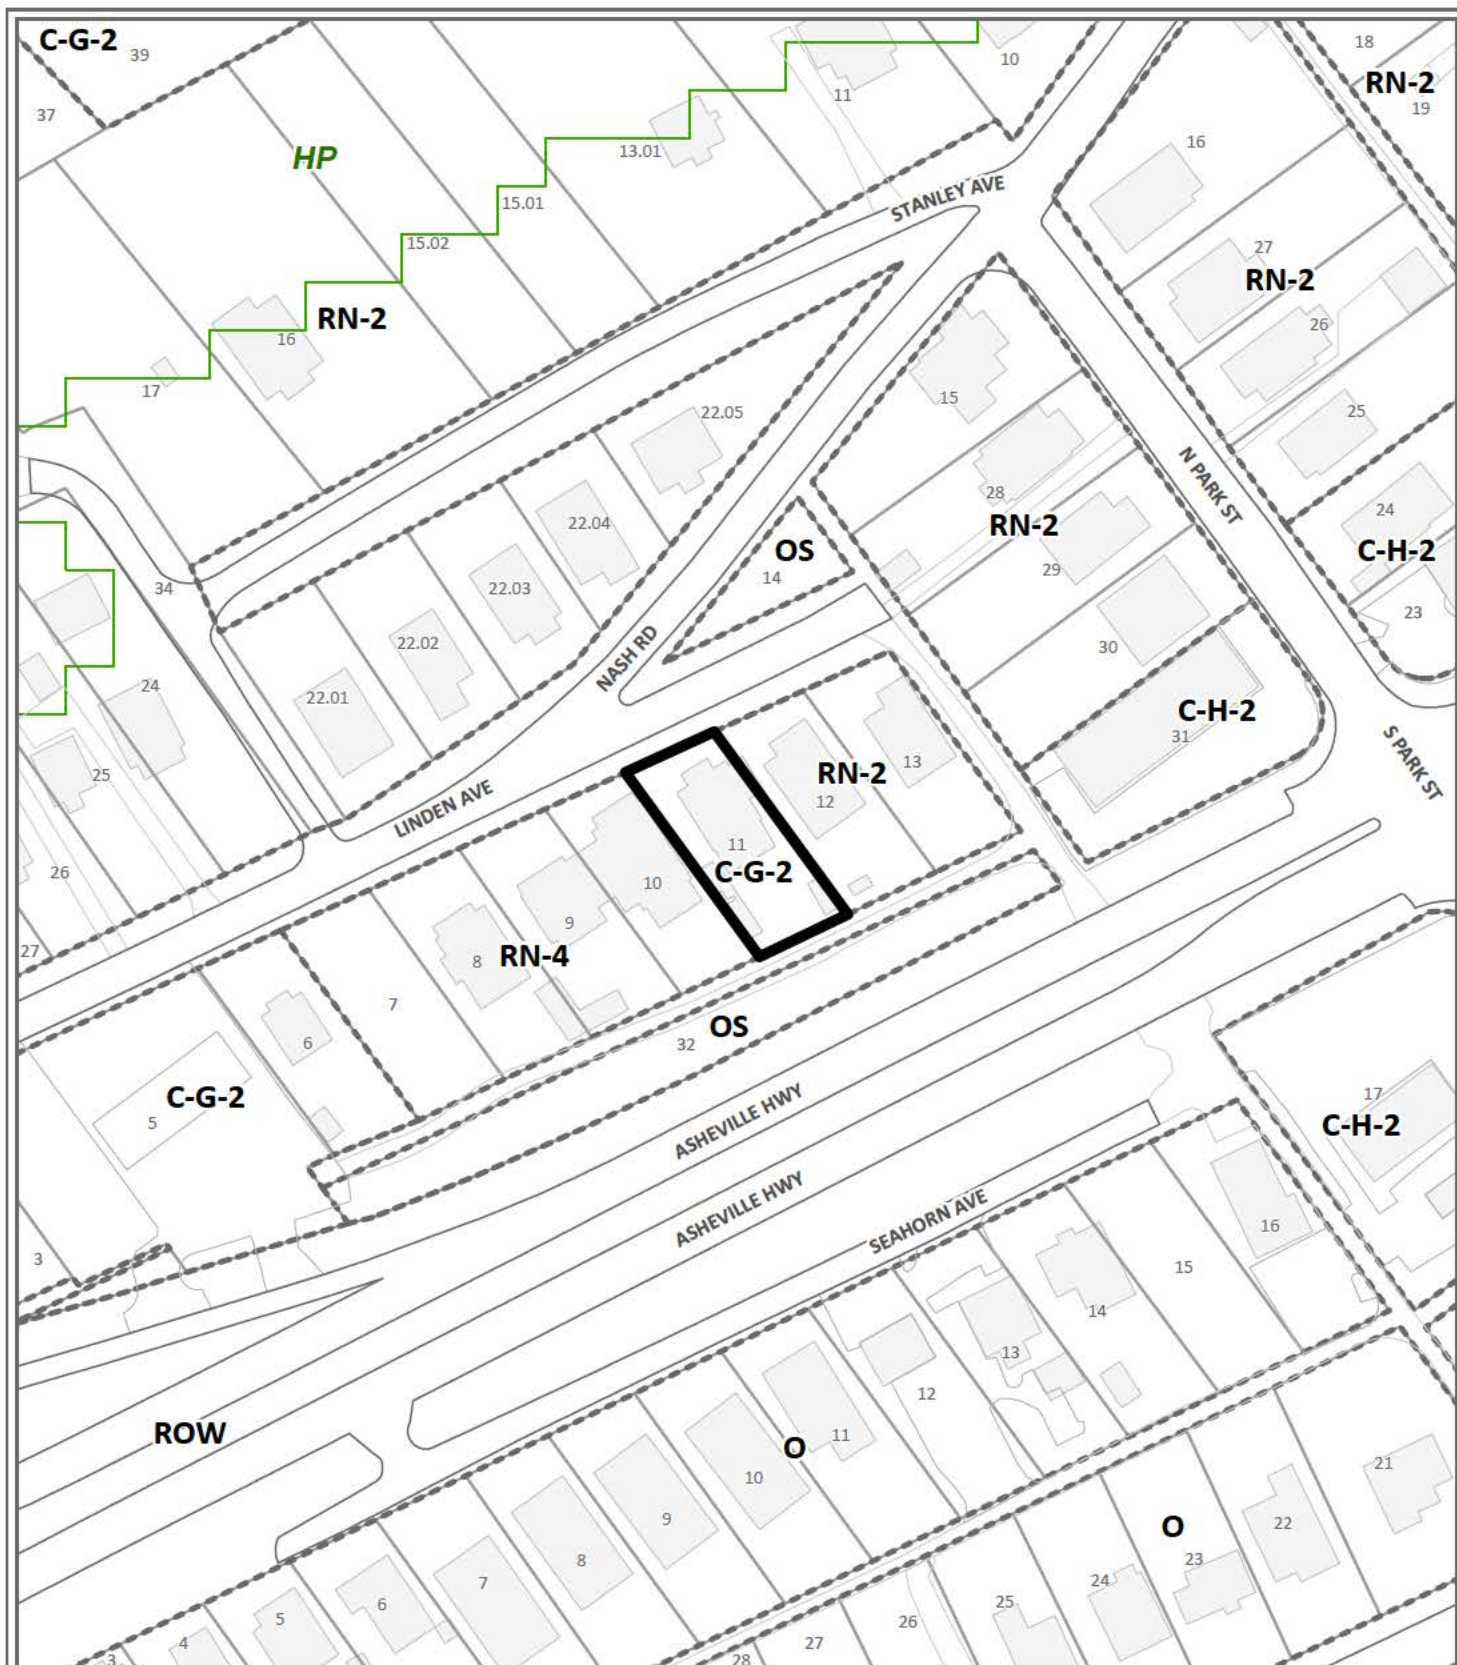 C-G-2
39
18
10
RN-2
37
11
19
HP
13.01
16
15.01
STANLEY AVE
15.02
27
RN-2
RN-2
16
26
17
15
22.05
25
N PARK ST
28
24
22.04
RN-2
OS
C-H-2
14
29
34
22.03
23
22.02
NASH RD
30
24
22.01
C-H-2
31
S PARK ST
25
13
RN-2
12
LINDEN AVE
11
26
C-G-2
10
9
27
RN-4
8
7
OS
6
32
C-G-2
17
5
ASHEVILLE HWY
C-H-2
ASHEVILLE HWY
SEAHORN AVE
16
3
15
14
13
12
ROW
11
O
21
10
9
O
22
8
23
7
24
6
25
5
26
4
27
3
28